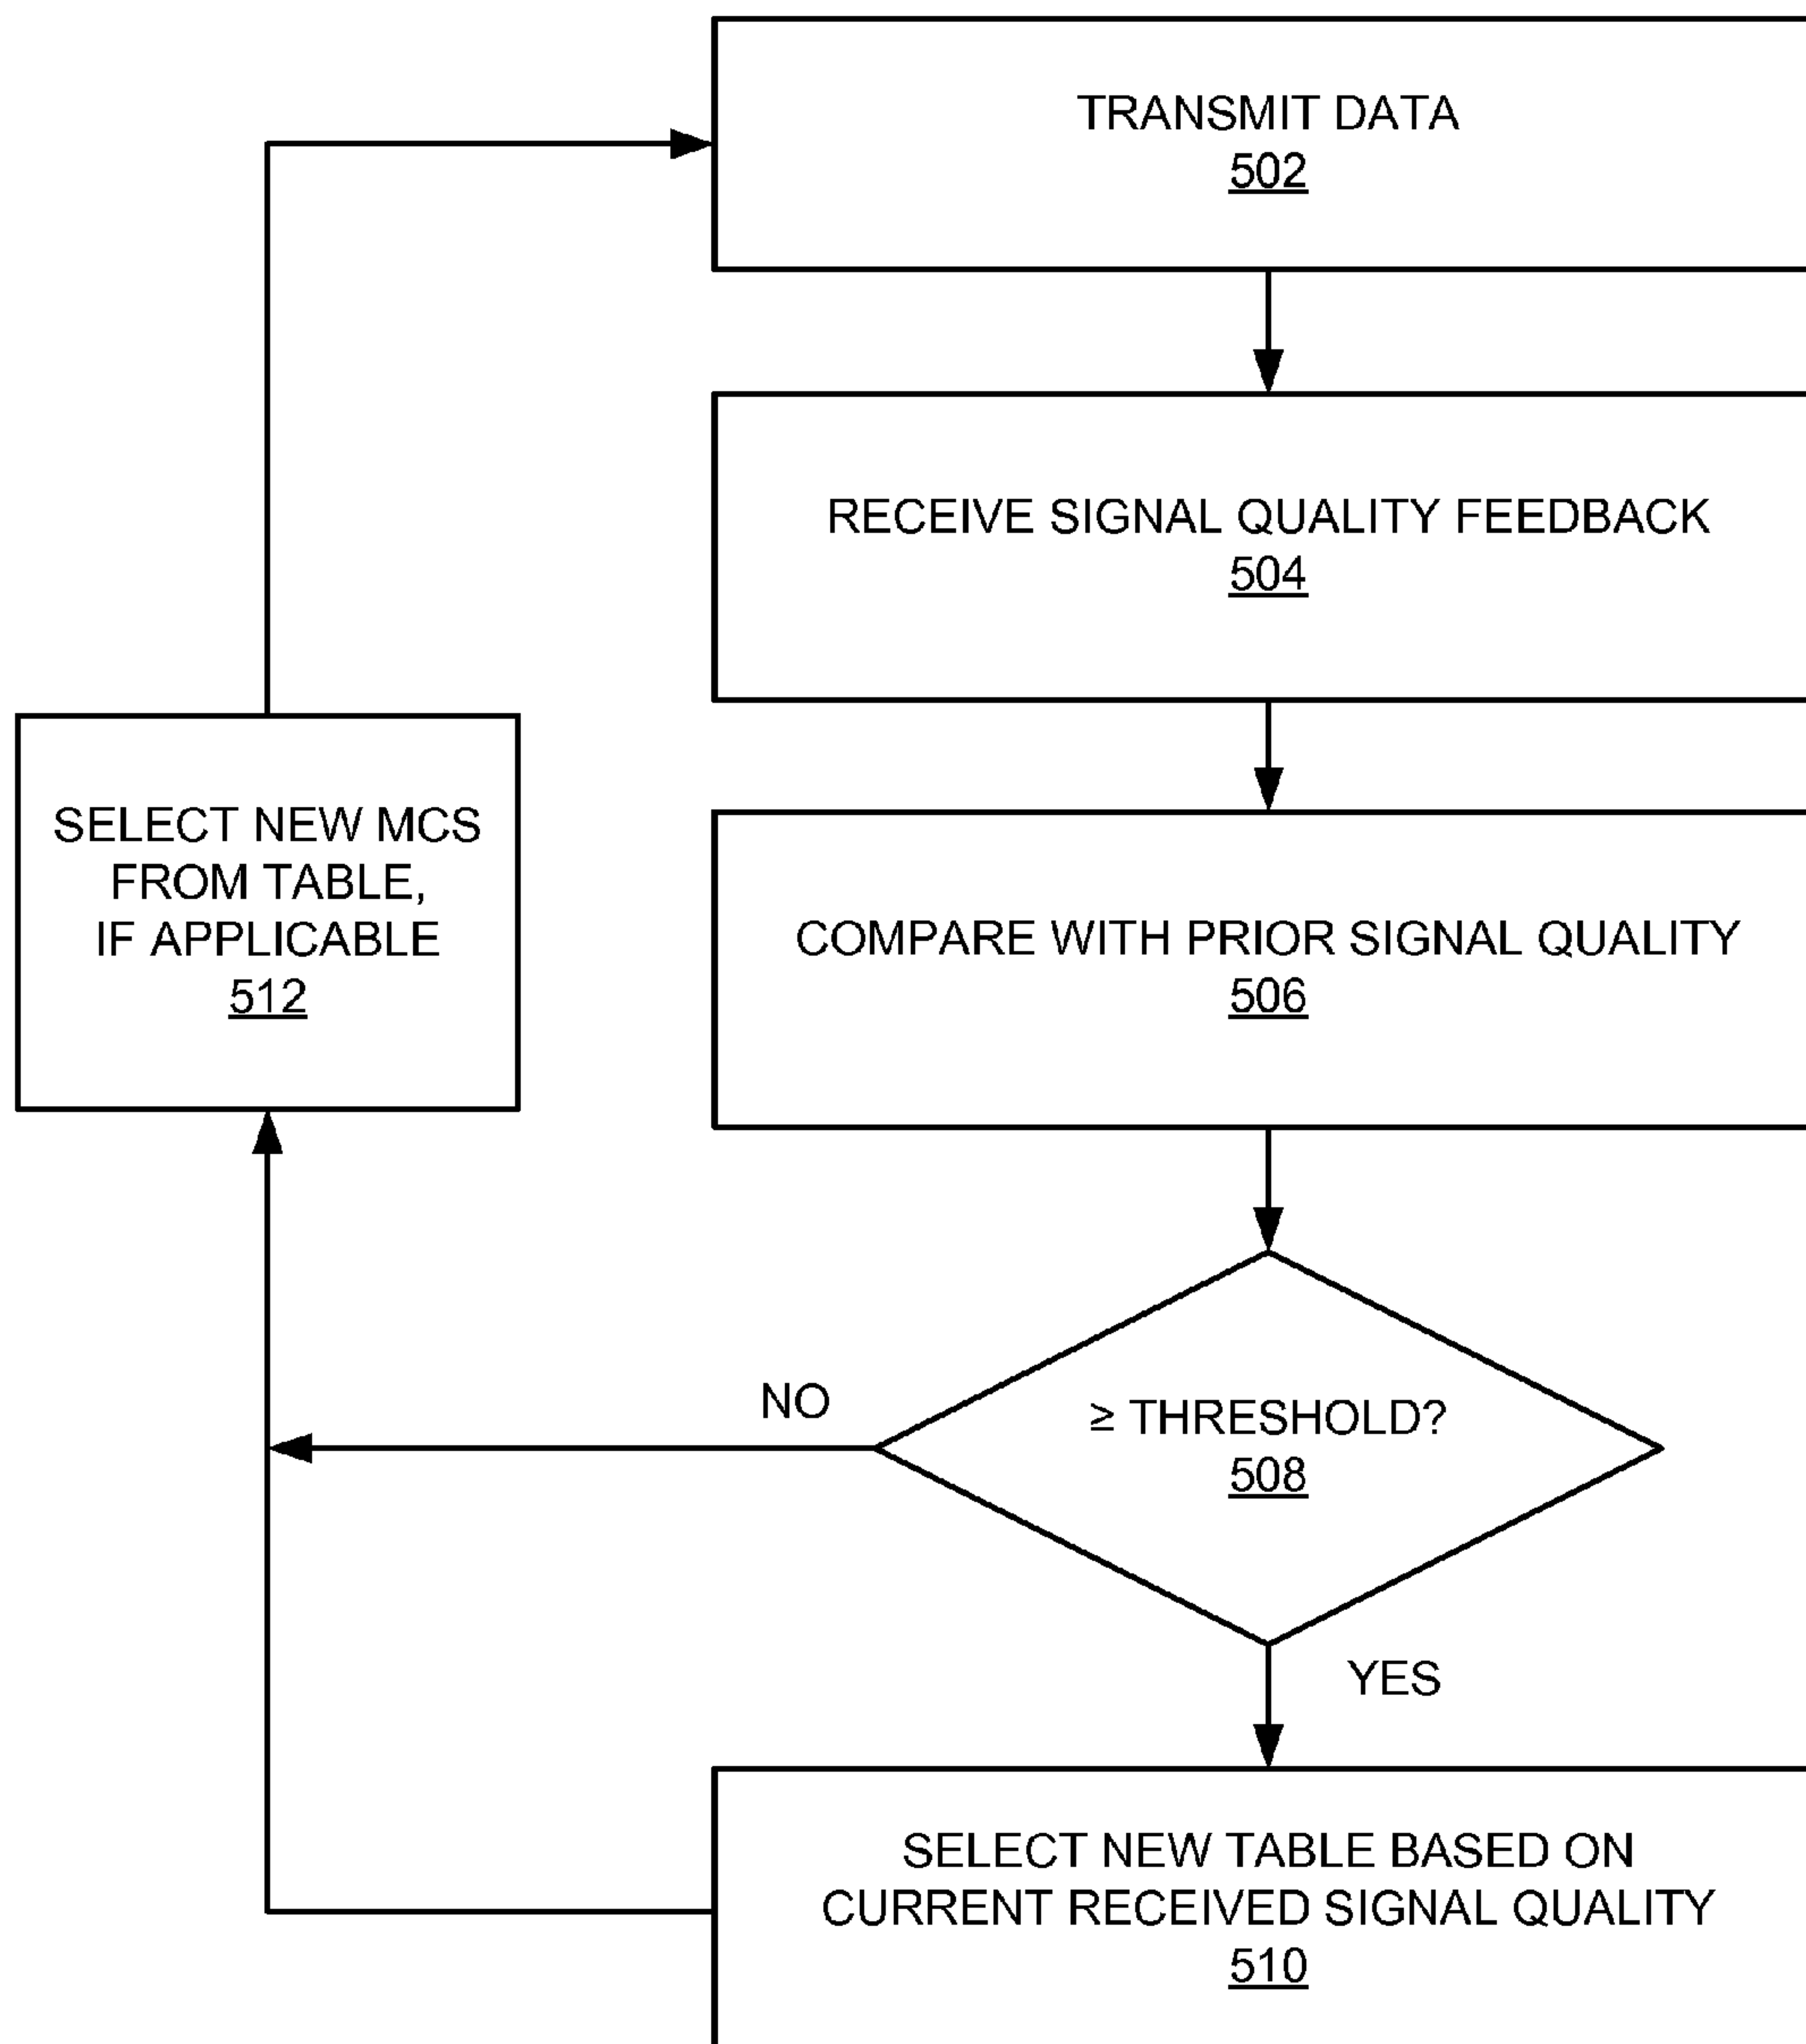 TRANSMIT DATA
502
RECEIVE SIGNAL QUALITY FEEDBACK
504
SELECT NEW MCS
FROM TABLE,
IF APPLICABLE
512
COMPARE WITH PRIOR SIGNAL QUALITY
506
NO
≥ THRESHOLD?
508
YES
SELECT NEW TABLE BASED ON
CURRENT RECEIVED SIGNAL QUALITY
510